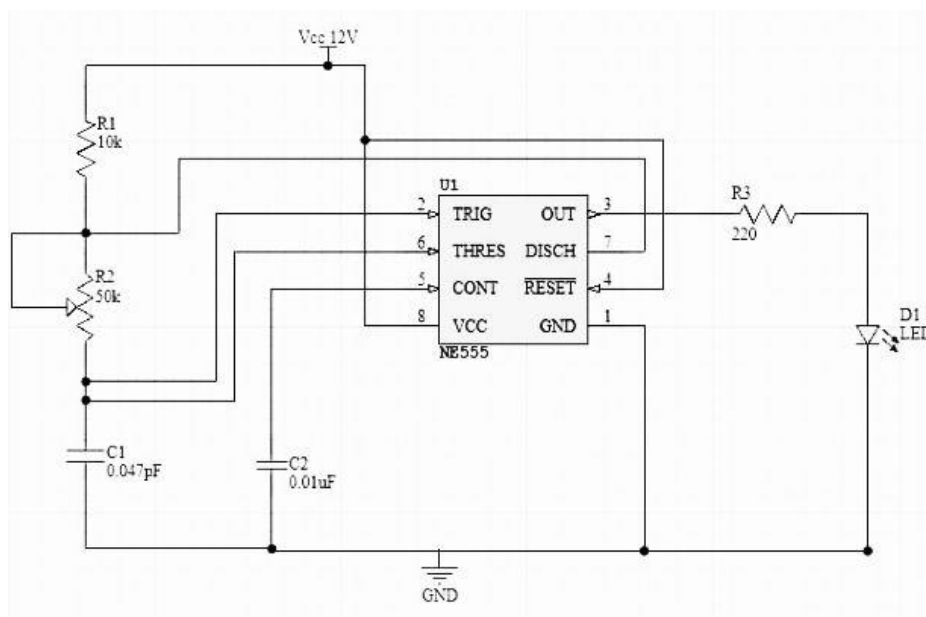 Vcc 12V
R1
10k
U1
2 TRIG OUT 3
6 THRES DISCH 7
5 CONT RESET 4
8 VCC GND 1
NE555
R2
50k
R3
220
D1
LED
C1
0.047pF
C2
0.01uF
GND